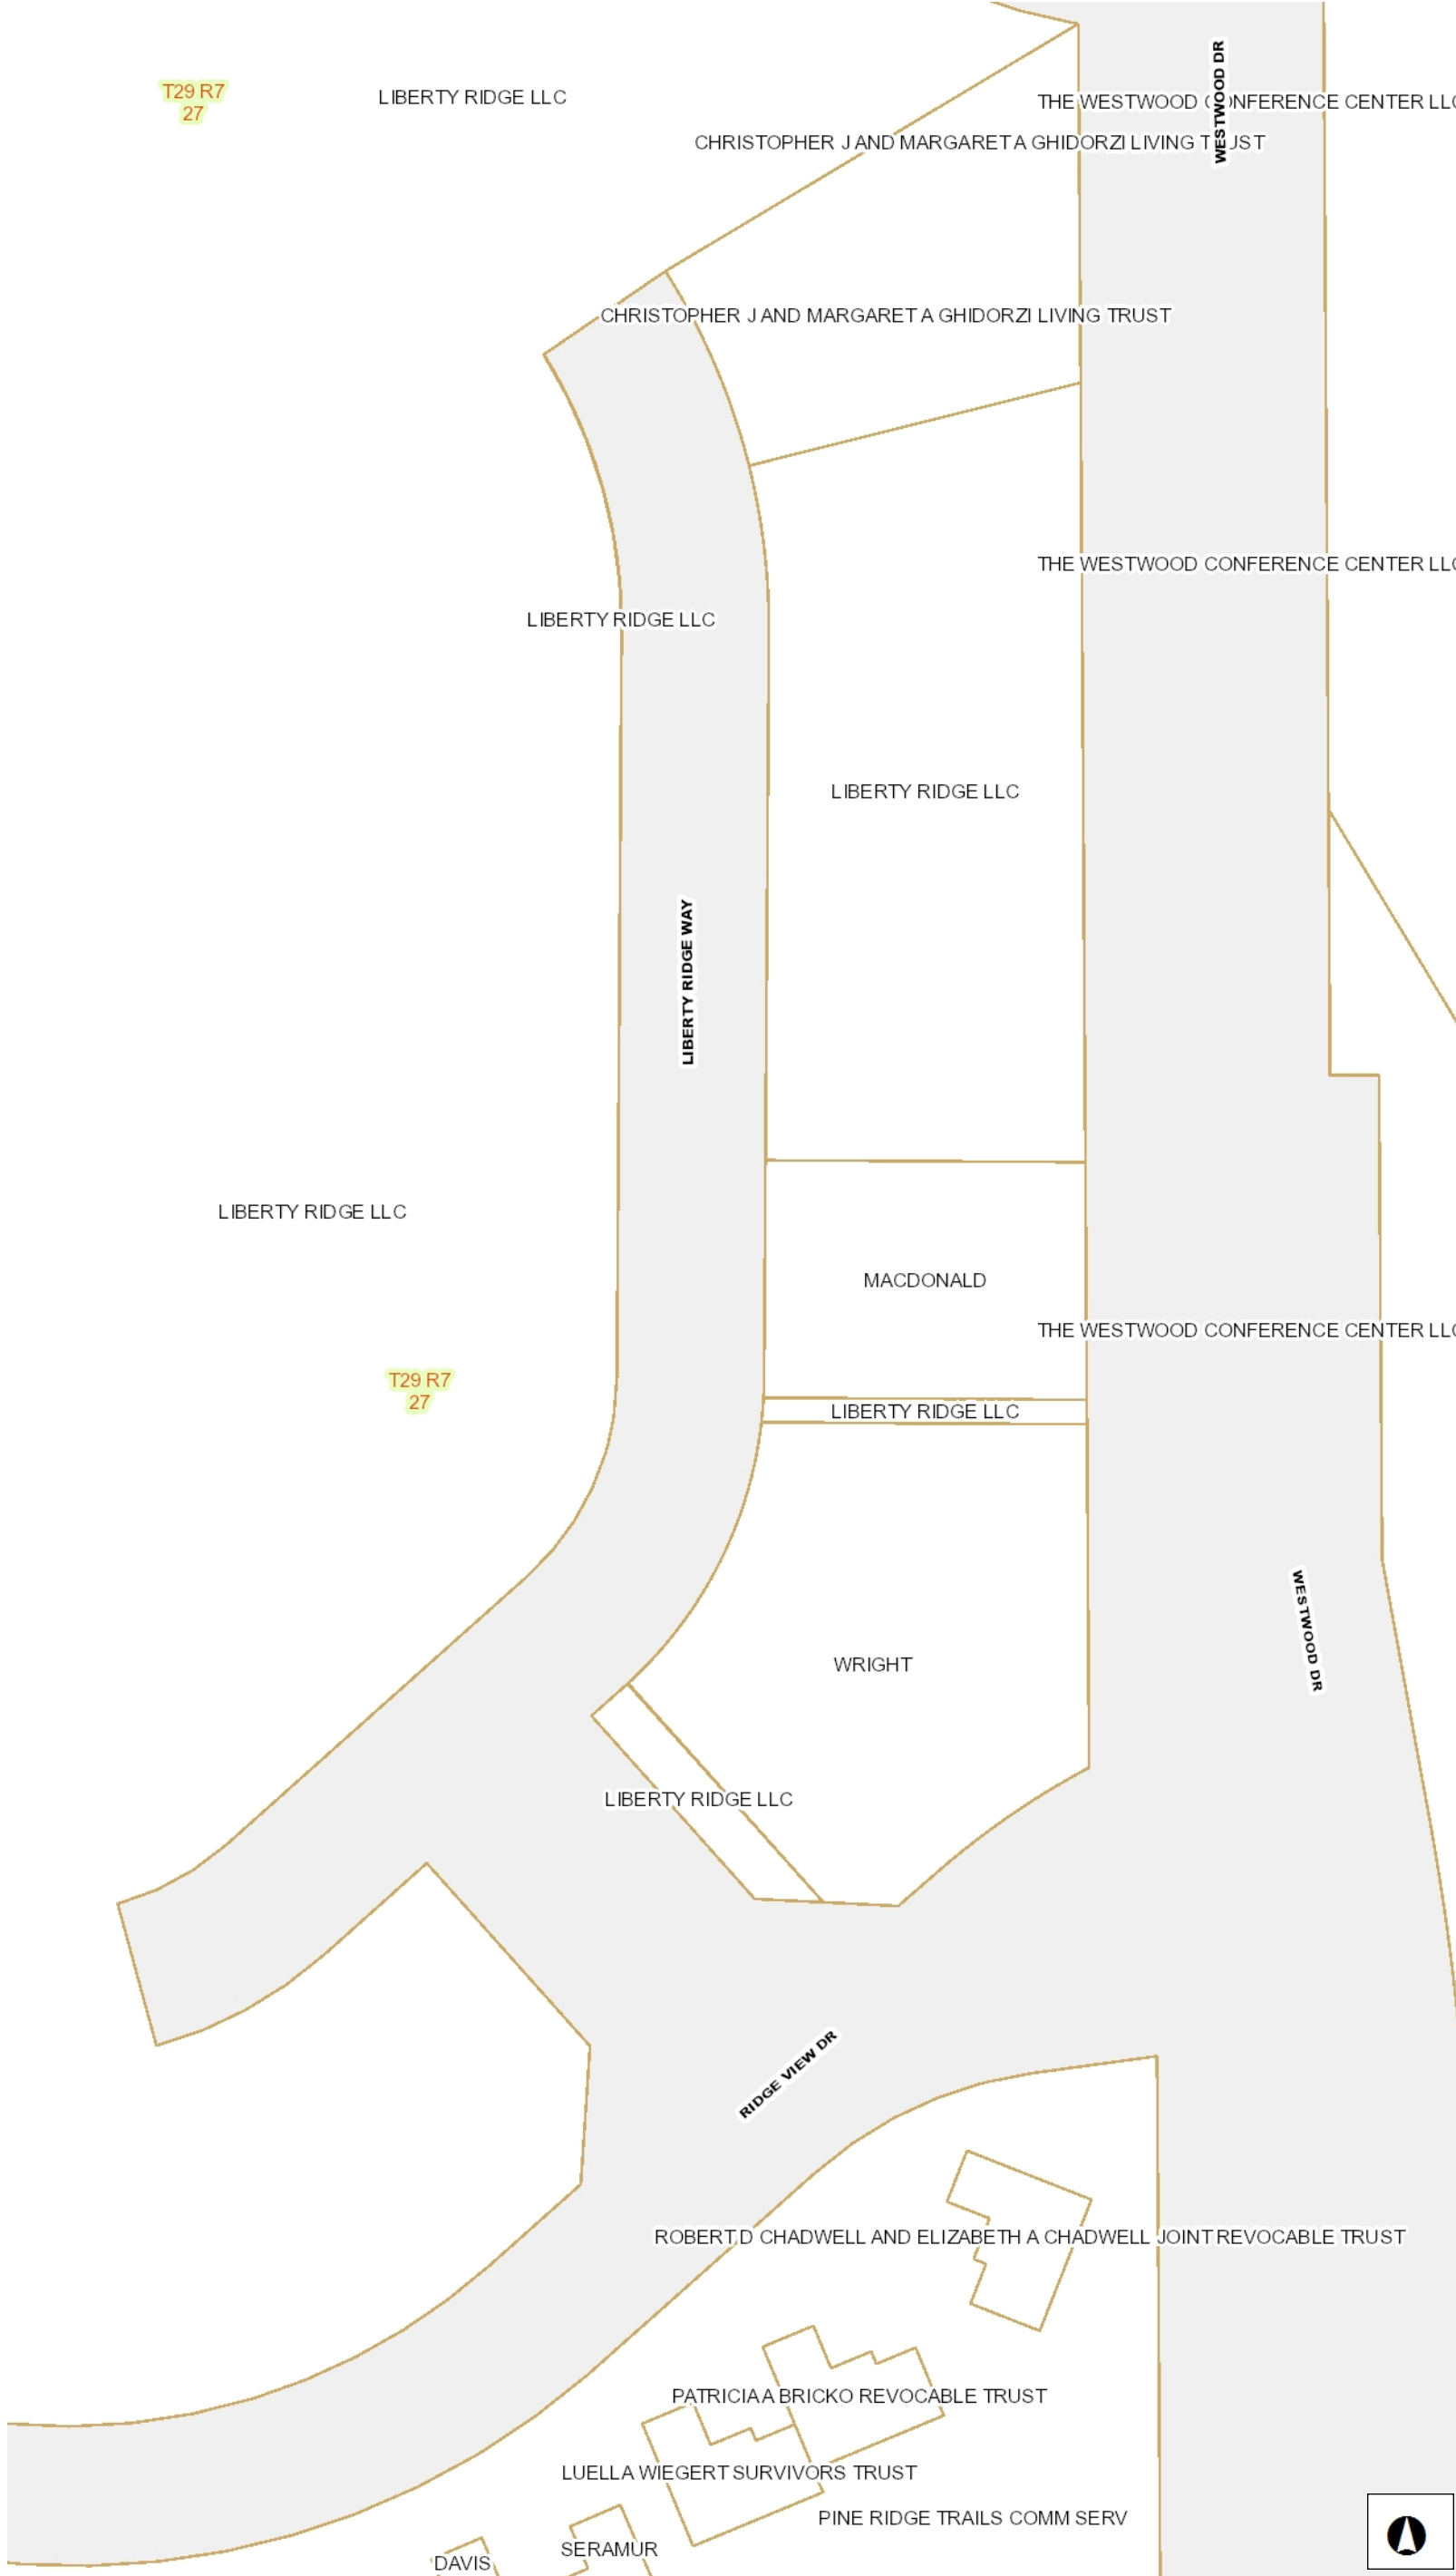 T29 R7
27
LIBERTY RIDGE LLC
WESTWOOD DR
THE WESTWOOD CONFERENCE CENTER LLC
CHRISTOPHER J AND MARGARET A GHIDORZI LIVING TRUST
CHRISTOPHER J AND MARGARET A GHIDORZI LIVING TRUST
THE WESTWOOD CONFERENCE CENTER LLC
LIBERTY RIDGE LLC
LIBERTY RIDGE LLC
LIBERTY RIDGE WAY
LIBERTY RIDGE LLC
MACDONALD
THE WESTWOOD CONFERENCE CENTER LLC
T29 R7
27
LIBERTY RIDGE LLC
WESTWOOD DR
WRIGHT
LIBERTY RIDGE LLC
RIDGE VIEW DR
ROBERT D CHADWELL AND ELIZABETH A CHADWELL JOINT REVOCABLE TRUST
PATRICIA A BRICKO REVOCABLE TRUST
LUELLA WIEGERT SURVIVORS TRUST
PINE RIDGE TRAILS COMM SERV
SERAMUR
DAVIS